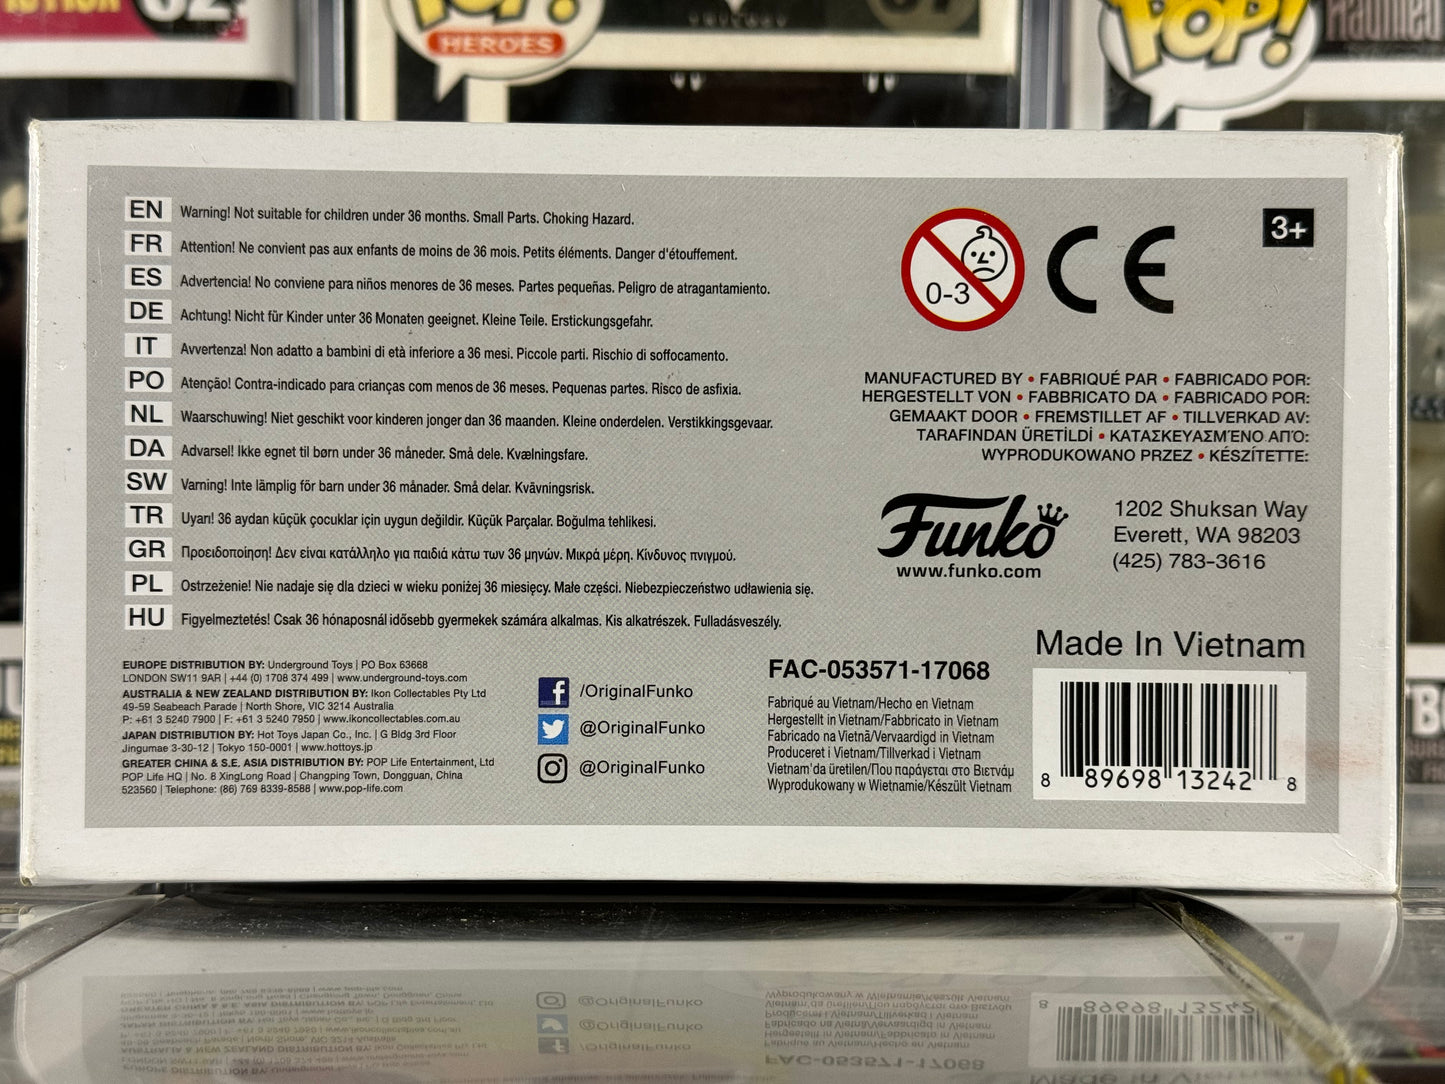 HEROES
TRILOGY
POP!
Haunted
EN Warning! Not suitable for children under 36 months. Small Parts. Choking Hazard.
FR Attention! Ne convient pas aux enfants de moins de 36 mois. Petits éléments. Danger d'étouffement.
ES Advertencia! No conviene para niños menores de 36 meses. Partes pequeñas. Peligro de atragantamiento.
DE Achtung! Nicht für Kinder unter 36 Monaten geeignet. Kleine Teile. Erstickungsgefahr.
IT Avvertenza! Non adatto a bambini di età inferiore a 36 mesi. Piccole parti. Rischio di soffocamento.
PO Atenção! Contra-indicado para crianças com menos de 36 meses. Pequenas partes. Risco de asfixia.
NL Waarschuwing! Niet geschikt voor kinderen jonger dan 36 maanden. Kleine onderdelen. Verstikkingsgevaar.
DA Advarsel! Ikke egnet til børn under 36 måneder. Små dele. Kvælningsfare.
SW Varning! Inte lämplig för barn under 36 månader. Små delar. Kvävningsrisk.
TR Uyarı! 36 aydan küçük çocuklar için uygun değildir. Küçük Parçalar. Boğulma tehlikesi.
GR Προειδοποίηση! Δεν είναι κατάλληλο για παιδιά κάτω των 36 μηνών. Μικρά μέρη. Κίνδυνος πνιγμού.
PL Ostrzeżenie! Nie nadaje się dla dzieci w wieku poniżej 36 miesięcy. Małe części. Niebezpieczeństwo udławienia się.
HU Figyelmeztetés! Csak 36 hónaposnál idősebb gyermekek számára alkalmas. Kis alkatrészek. Fulladásveszély.
0-3
CE
3+
MANUFACTURED BY • FABRIQUÉ PAR • FABRICADO POR:
HERGESTELLT VON • FABBRICATO DA • FABRICADO POR:
GEMAAKT DOOR • FREMSTILLET AF • TILLVERKAD AV:
TARAFINDAN ÜRETİLDİ • ΚΑΤΑΣΚΕΥΑΣΜΈΝΟ ΑΠΌ:
WYPRODUKOWANO PRZEZ • KÉSZÍTETTE:
Funko
www.funko.com
1202 Shuksan Way
Everett, WA 98203
(425) 783-3616
EUROPE DISTRIBUTION BY: Underground Toys | PO Box 63668
LONDON SW11 9AR | +44 (0) 1708 374 499 | www.underground-toys.com
AUSTRALIA & NEW ZEALAND DISTRIBUTION BY: Ikon Collectables Pty Ltd
49-59 Seabeach Parade | North Shore, VIC 3214 Australia
P: +61 3 5240 7900 | F: +61 3 5240 7950 | www.ikoncollectables.com.au
JAPAN DISTRIBUTION BY: Hot Toys Japan Co., Inc. | G Bldg 3rd Floor
Jingumae 3-30-12 | Tokyo 150-0001 | www.hottoys.jp
GREATER CHINA & S.E. ASIA DISTRIBUTION BY: POP Life Entertainment, Ltd
POP Life HQ | No. 8 XingLong Road | Changping Town, Dongguan, China
523560 | Telephone: (86) 769 8339-8588 | www.pop-life.com
/OriginalFunko
@OriginalFunko
@OriginalFunko
FAC-053571-17068
Fabriqué au Vietnam/Hecho en Vietnam
Hergestellt in Vietnam/Fabbricato in Vietnam
Fabricado na Vietnã/Vervaardigd in Vietnam
Produceret i Vietnam/Tillverkad i Vietnam
Vietnam'da üretilen/Που παράγεται στο Βιετνάμ
Wyprodukowany w Wietnamie/Készült Vietnam
Made In Vietnam
8 89698 13242 8